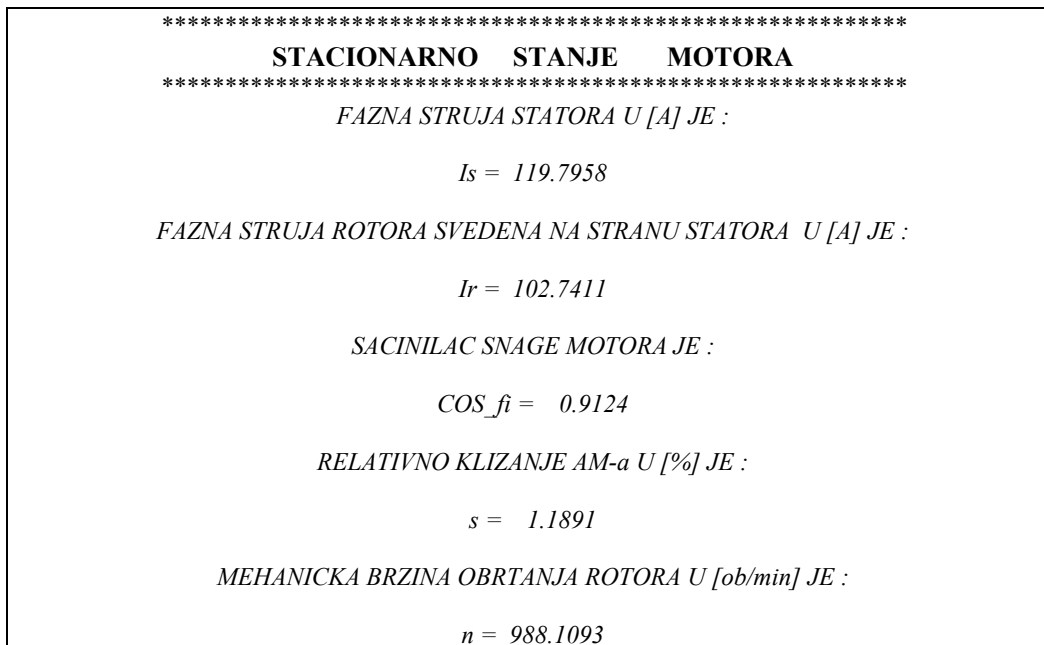 ***********************************************************
STACIONARNO STANJE MOTORA
***********************************************************
FAZNA STRUJA STATORA U [A] JE :
Is = 119.7958
FAZNA STRUJA ROTORA SVEDENA NA STRANU STATORA U [A] JE :
Ir = 102.7411
SACINILAC SNAGE MOTORA JE :
COS_fi = 0.9124
RELATIVNO KLIZANJE AM-a U [%] JE :
s = 1.1891
MEHANICKA BRZINA OBRTANJA ROTORA U [ob/min] JE :
n = 988.1093